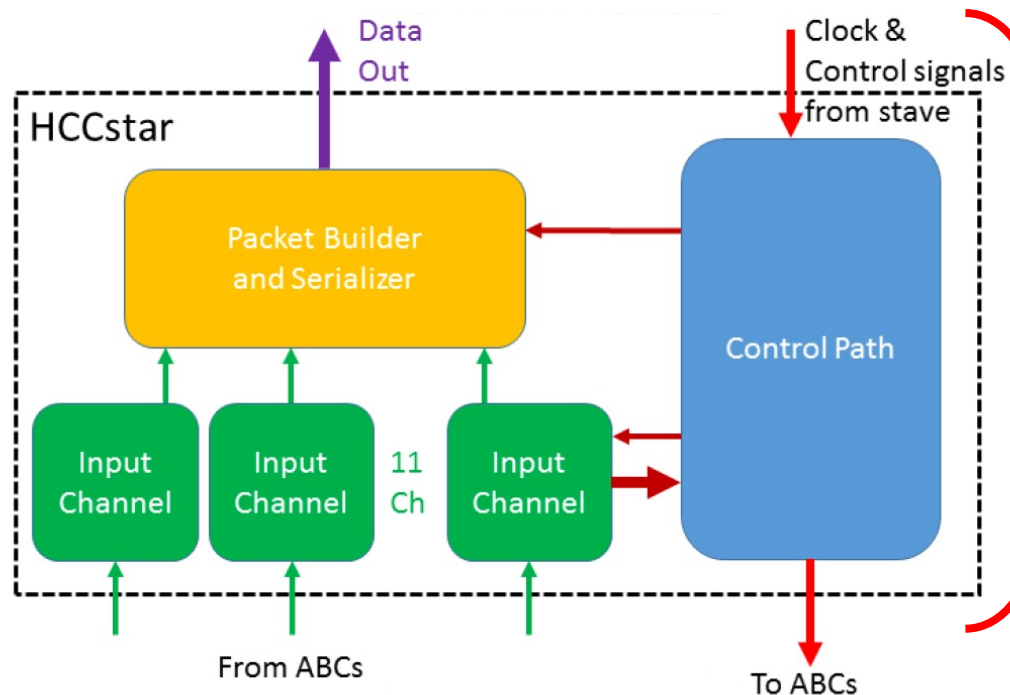 Data
Out
Clock &
Control signals
from stave
HCCstar
Packet Builder
and Serializer
Control Path
Input
Channel
Input
Channel
11
Ch
Input
Channel
From ABCs
To ABCs